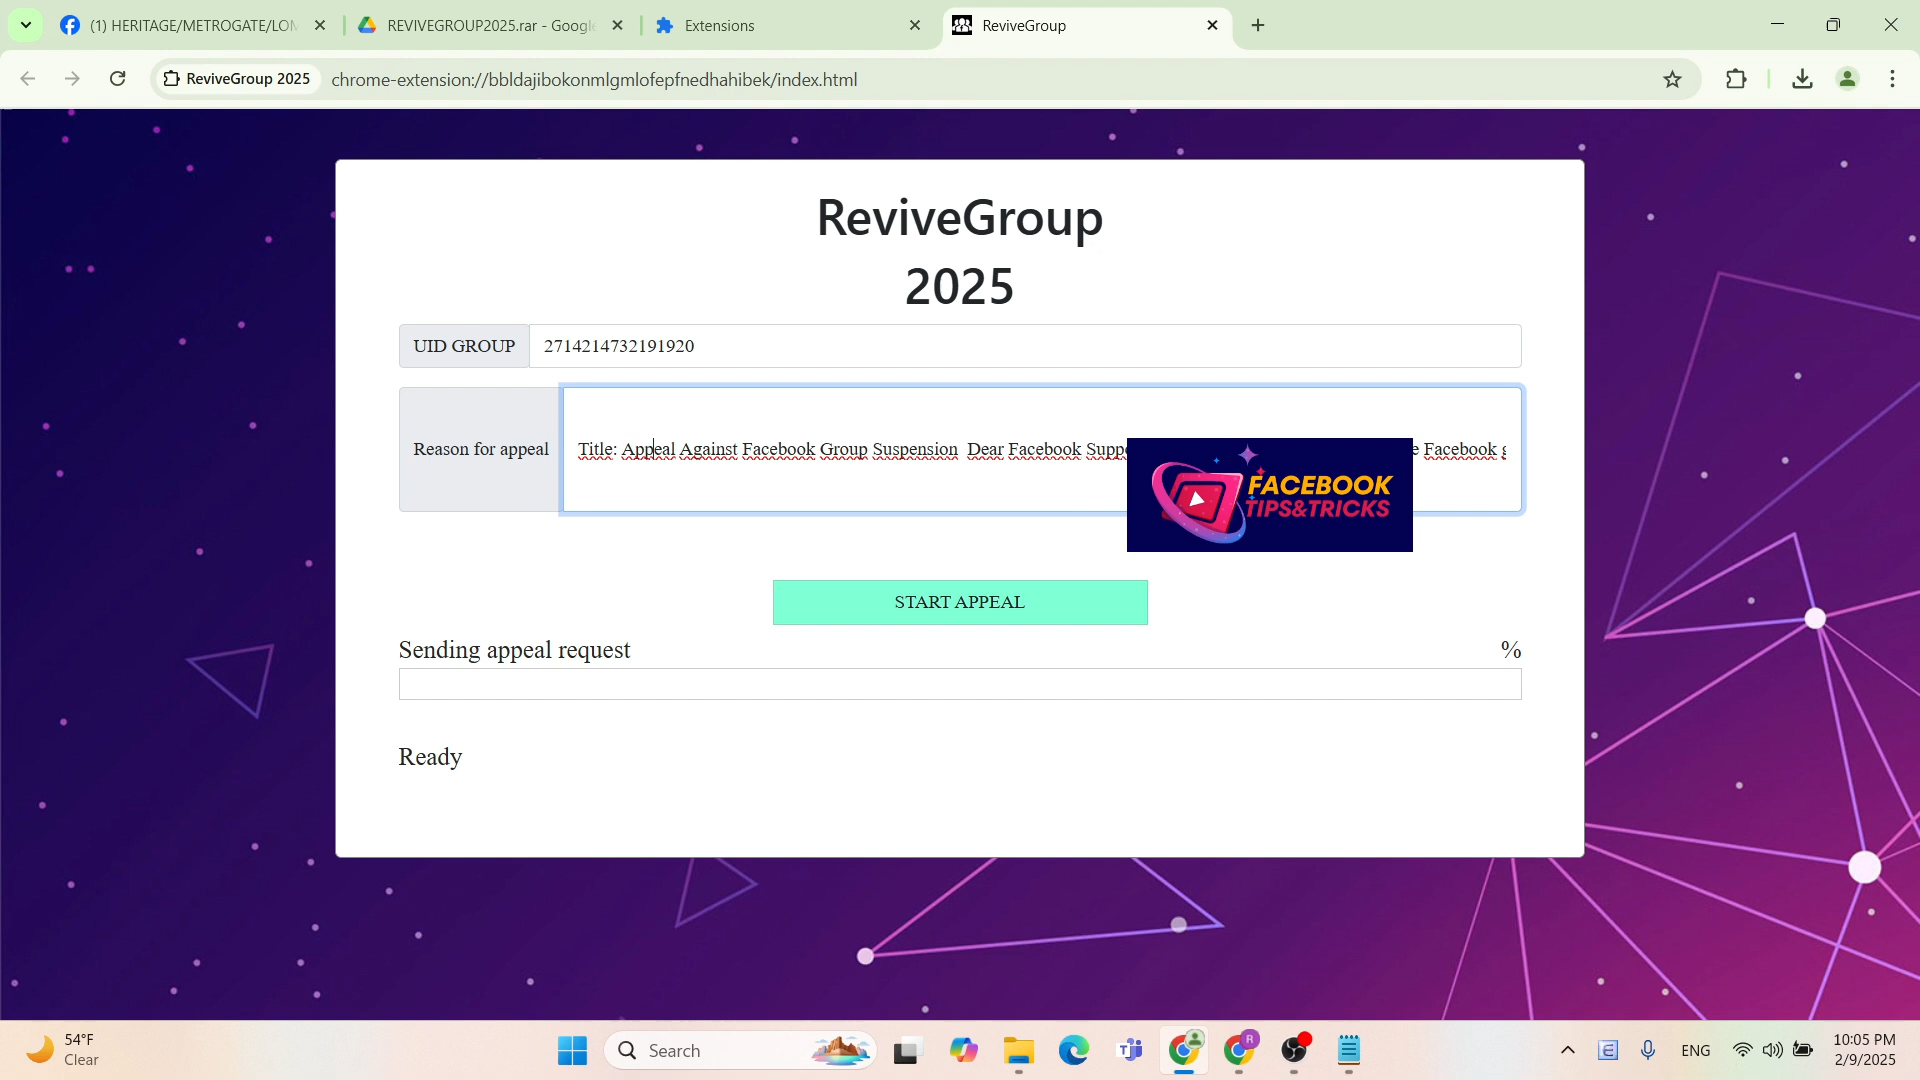 (1) HERITAGE/METROGATE/LO
REVIVEGROUP2025.rar - Google
Extensions
ReviveGroup
ReviveGroup 2025
chrome-extension://bbldajibokonmlgmlofepfnedhahibek/index.html
ReviveGroup
2025
UID GROUP
2714214732191920
Reason for appeal
Title: Appeal Against Facebook Group Suspension Dear Facebook Supp
Facebook g
FACEBOOK
TIPS&TRICKS
START APPEAL
Sending appeal request
%
Ready
54°F
Clear
Search
ENG
10:05 PM
2/9/2025